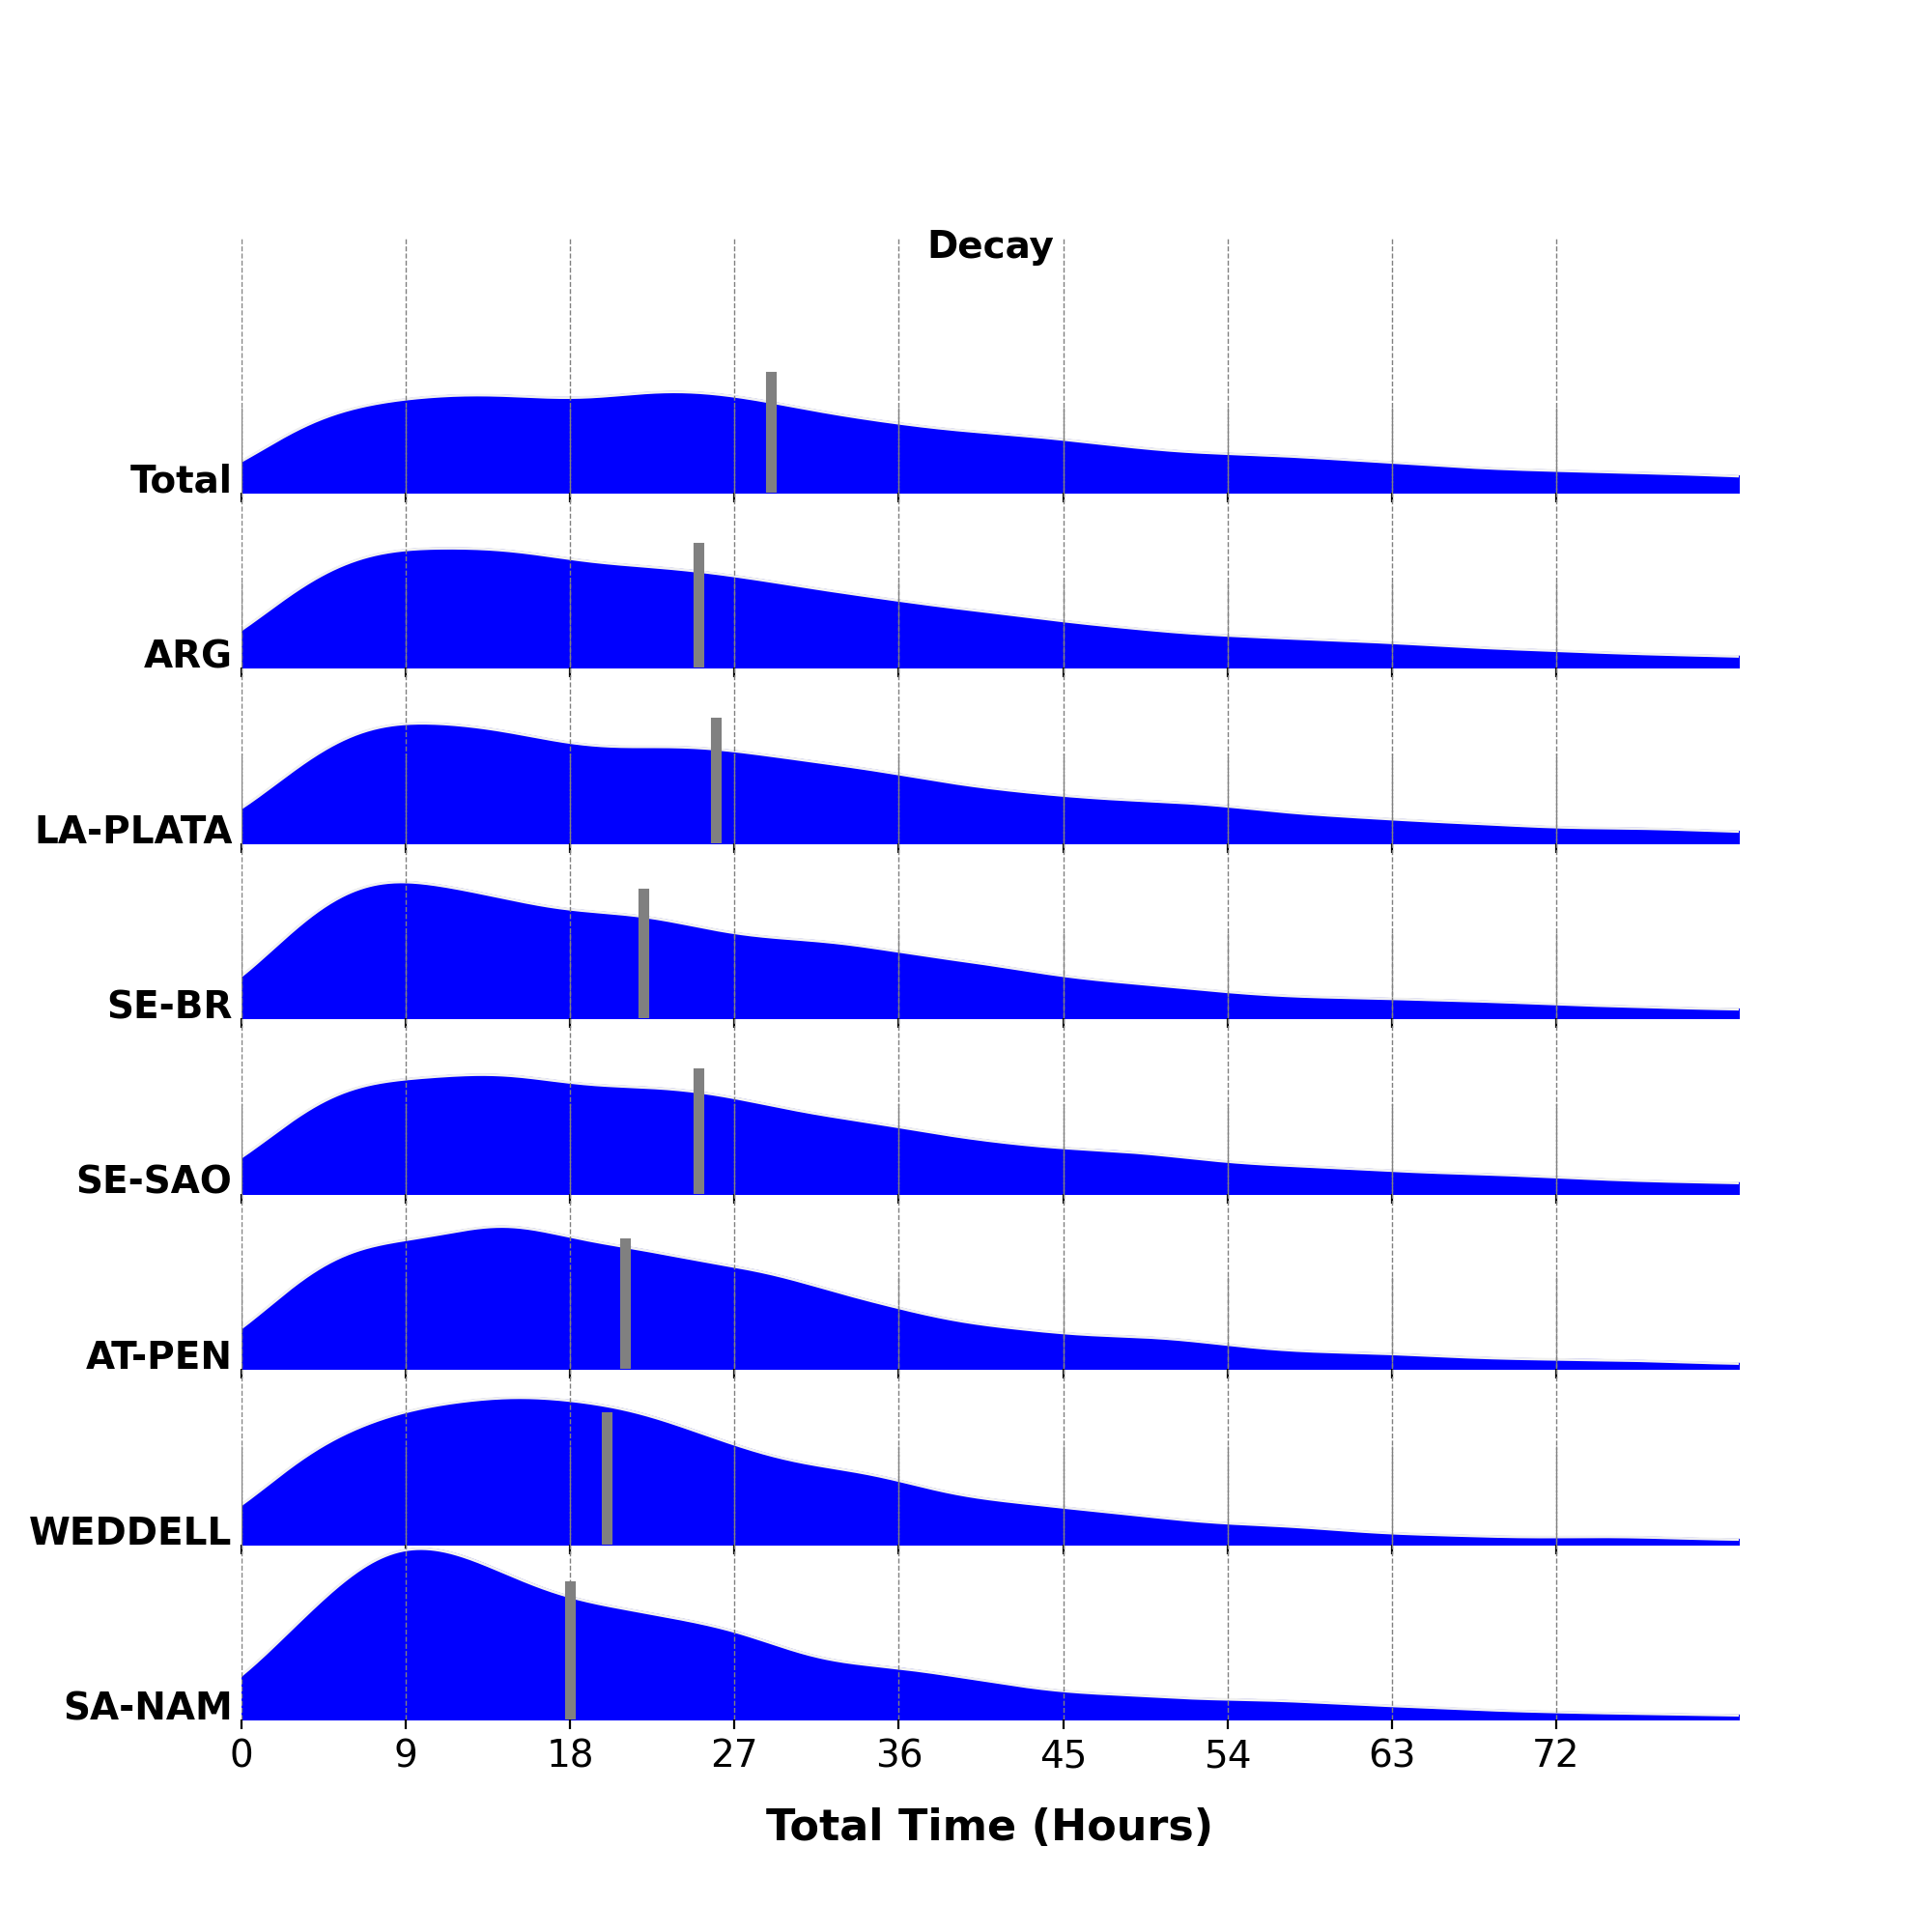 Decay
Total
ARG
LA-PLATA
SE-BR
SE-SAO
AT-PEN
WEDDELL
SA-NAM
0 9 18 27 36 45 54 63 72
Total Time (Hours)